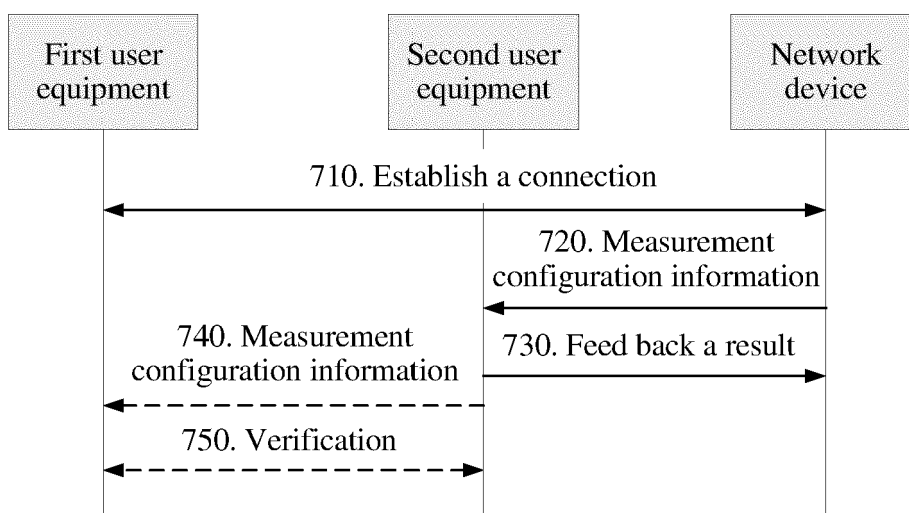 First user
equipment
Second user
equipment
Network
device
710. Establish a connection
720. Measurement
configuration information
740. Measurement
configuration information
730. Feed back a result
750. Verification